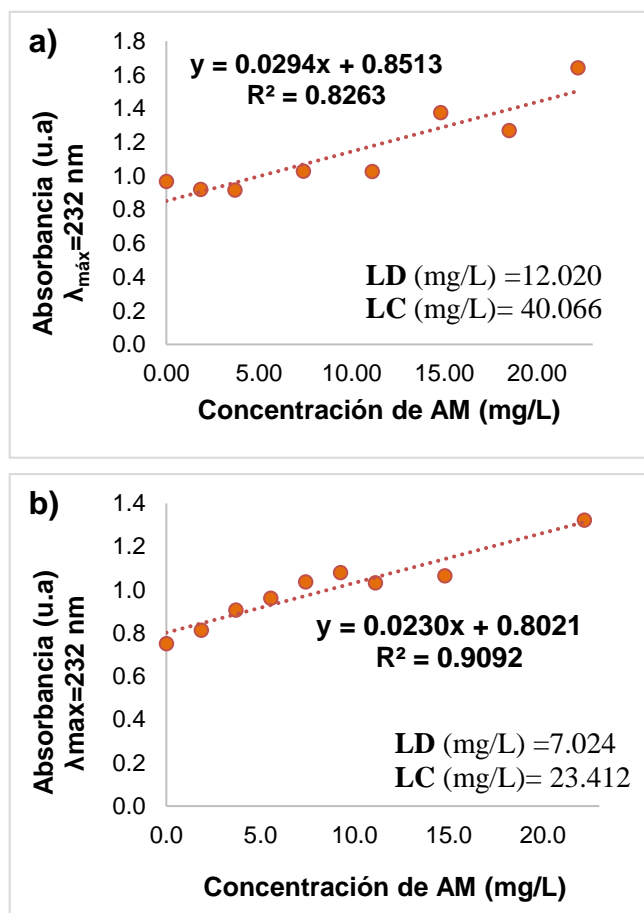 a)
y = 0.0294x + 0.8513
R² = 0.8263
Absorbancia (u.a)
λmáx=232 nm
1.8
1.6
1.4
1.2
1.0
0.8
0.6
0.4
0.2
0.0
LD (mg/L) =12.020
LC (mg/L)= 40.066
0.00 5.00 10.00 15.00 20.00
Concentración de AM (mg/L)
b)
Absorbancia (u.a)
λmax=232 nm
1.4
1.2
1.0
0.8
0.6
0.4
0.2
0.0
y = 0.0230x + 0.8021
R² = 0.9092
LD (mg/L) =7.024
LC (mg/L)= 23.412
0.0 5.0 10.0 15.0 20.0
Concentración de AM (mg/L)